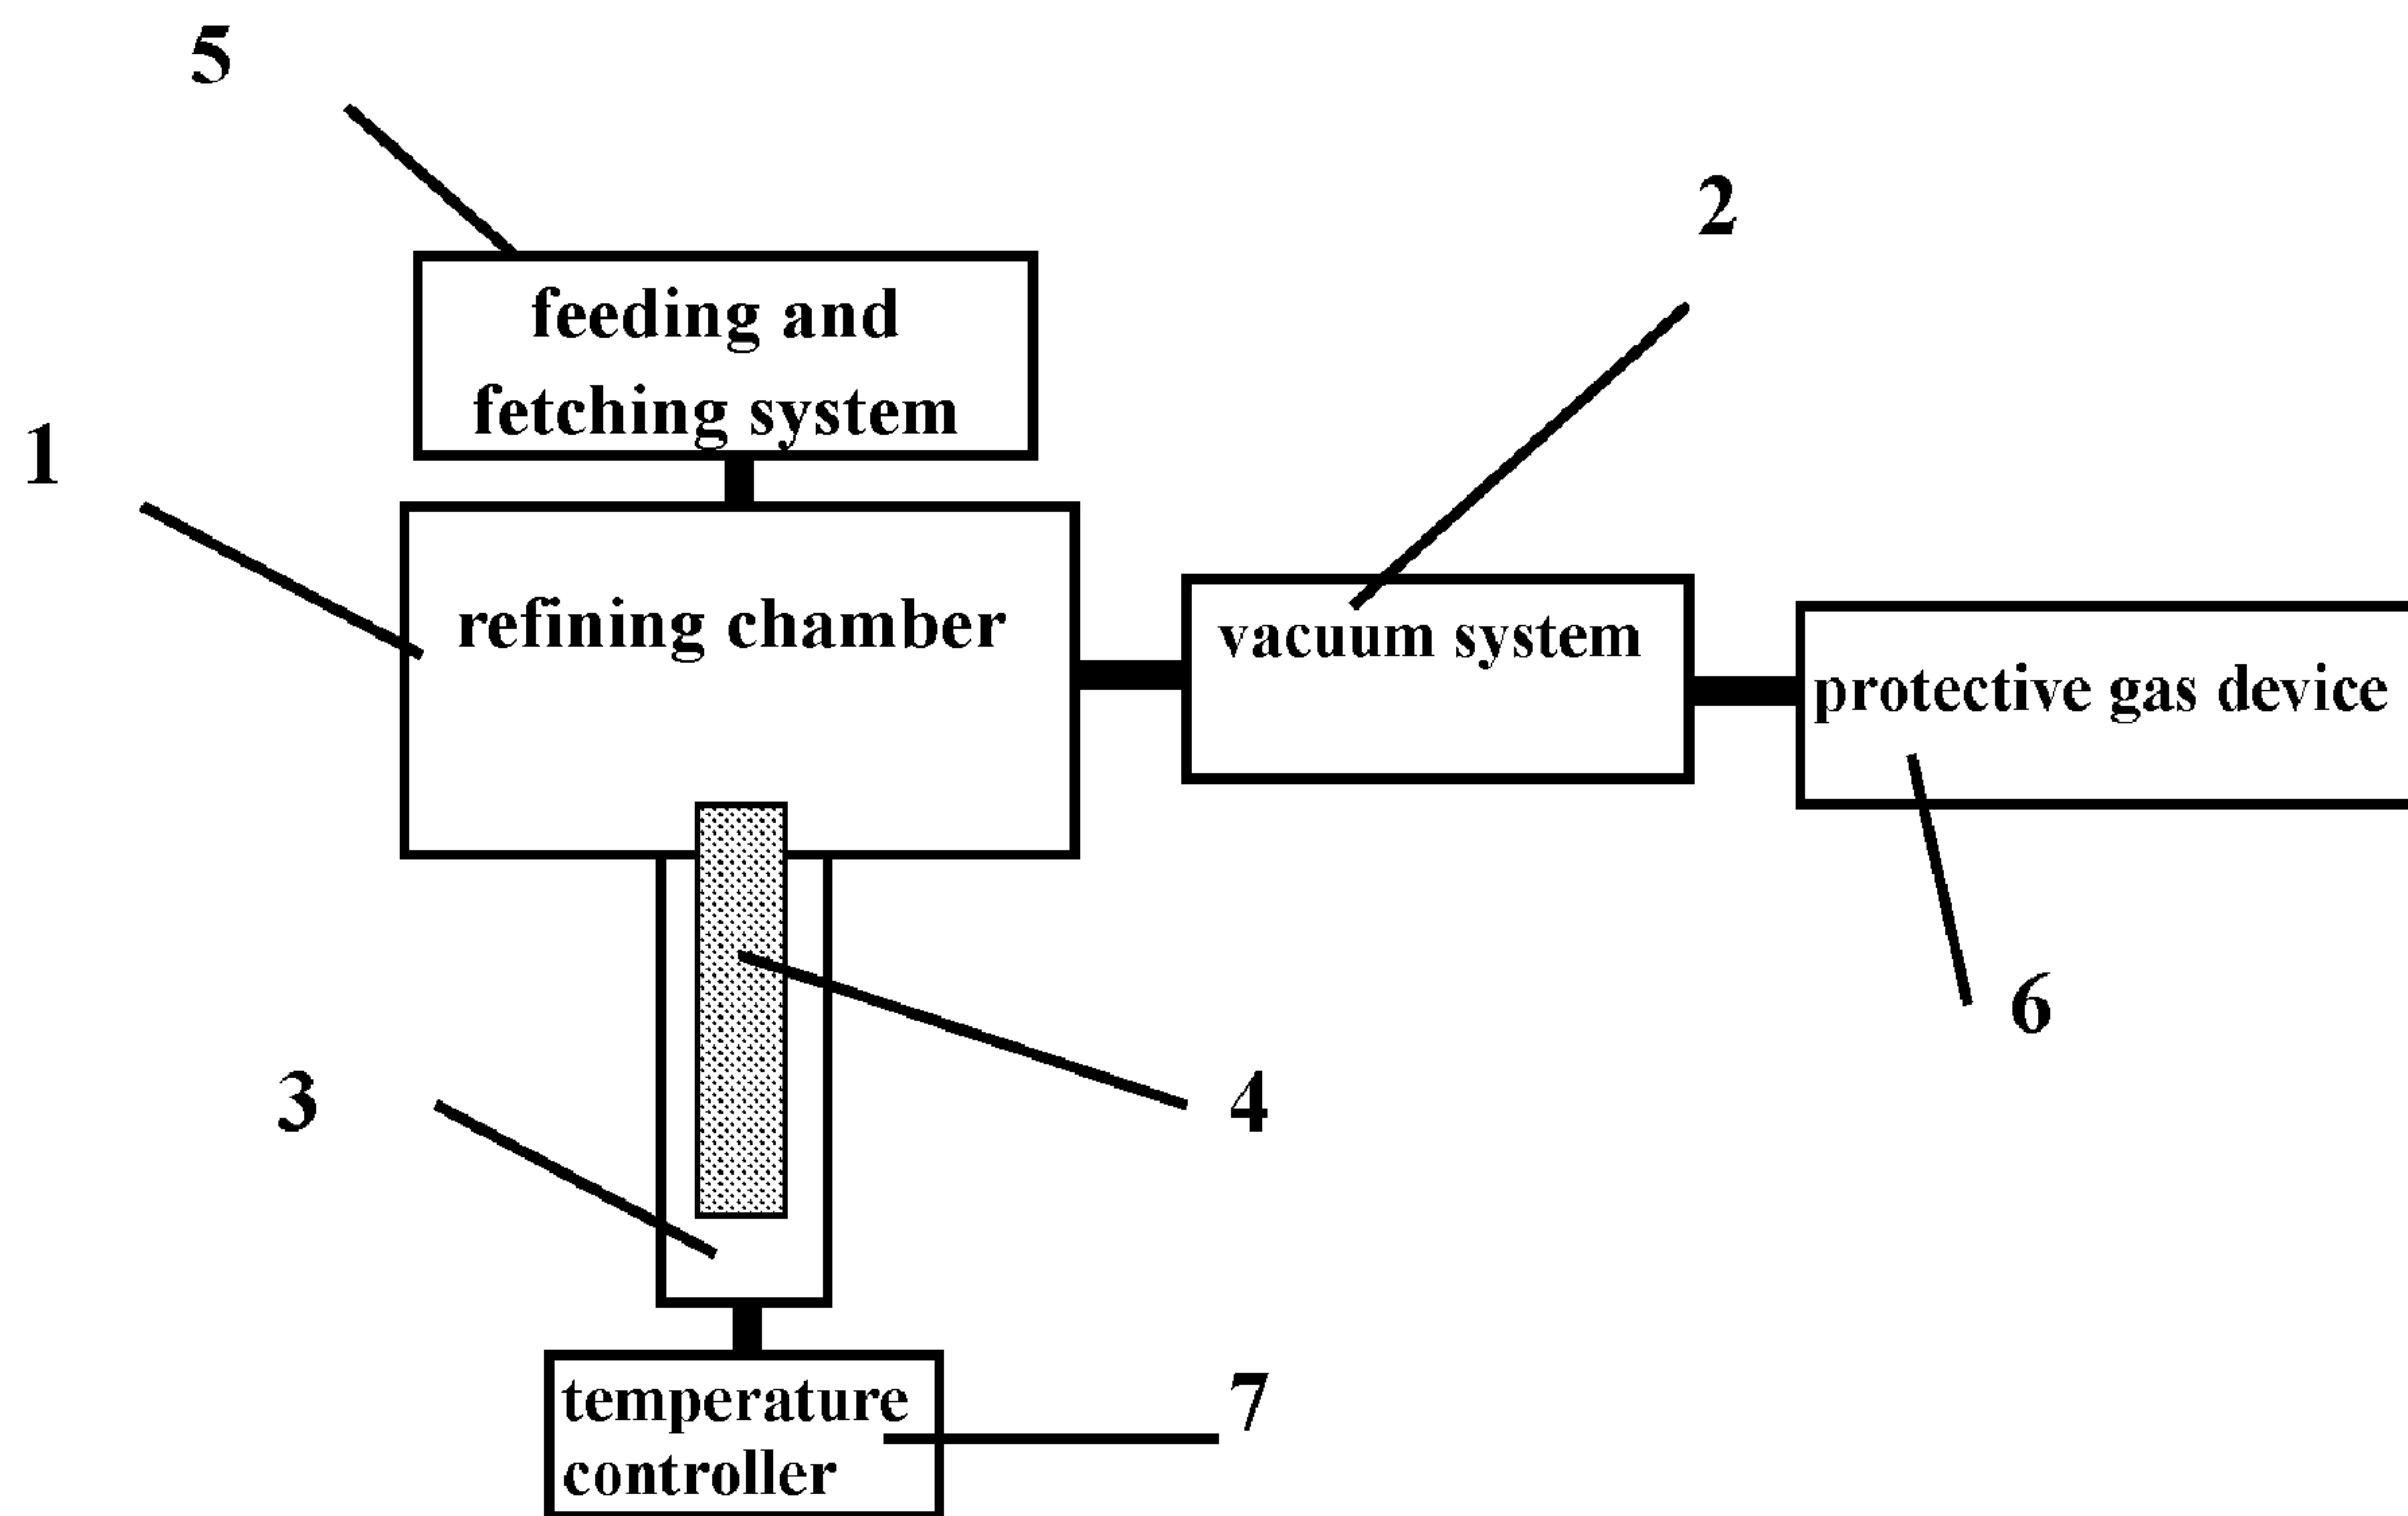 5
2
feeding and
fetching system
1
refining chamber
vacuum system
protective gas device
6
3
4
7
temperature
controller